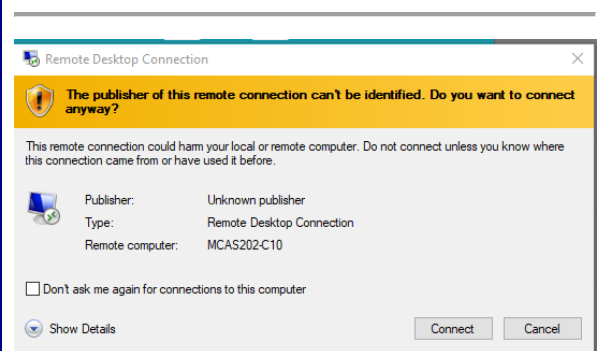 Remote Desktop Connection
The publisher of this remote connection can't be identified. Do you want to connect
anyway?
This remote connection could harm your local or remote computer. Do not connect unless you know where
this connection came from or have used it before.
Publisher: Unknown publisher
Type: Remote Desktop Connection
Remote computer: MCAS202-C10
Don't ask me again for connections to this computer
Show Details Connect Cancel